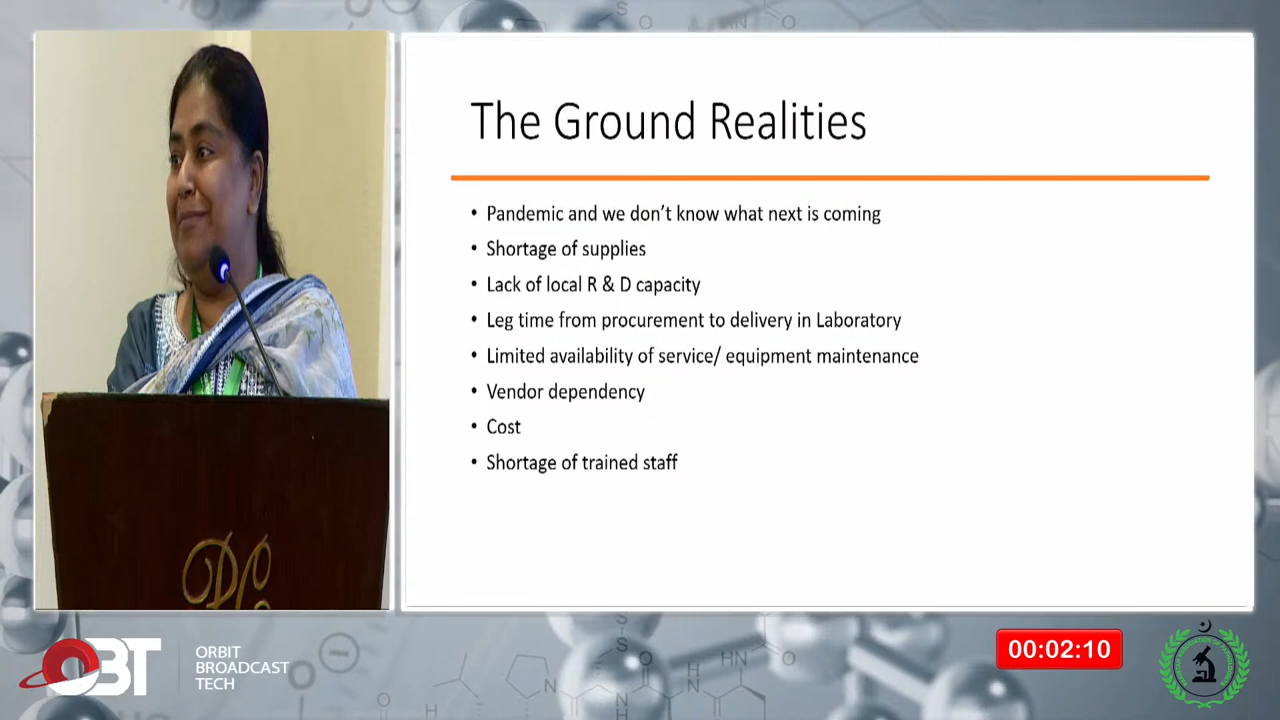 The Ground Realities
• Pandemic and we don’t know what next is coming
• Shortage of supplies
• Lack of local R & D capacity
• Leg time from procurement to delivery in Laboratory
• Limited availability of service/ equipment maintenance
• Vendor dependency
• Cost
• Shortage of trained staff
PC
OBT
ORBIT
BROADCAST
TECH
00:02:10